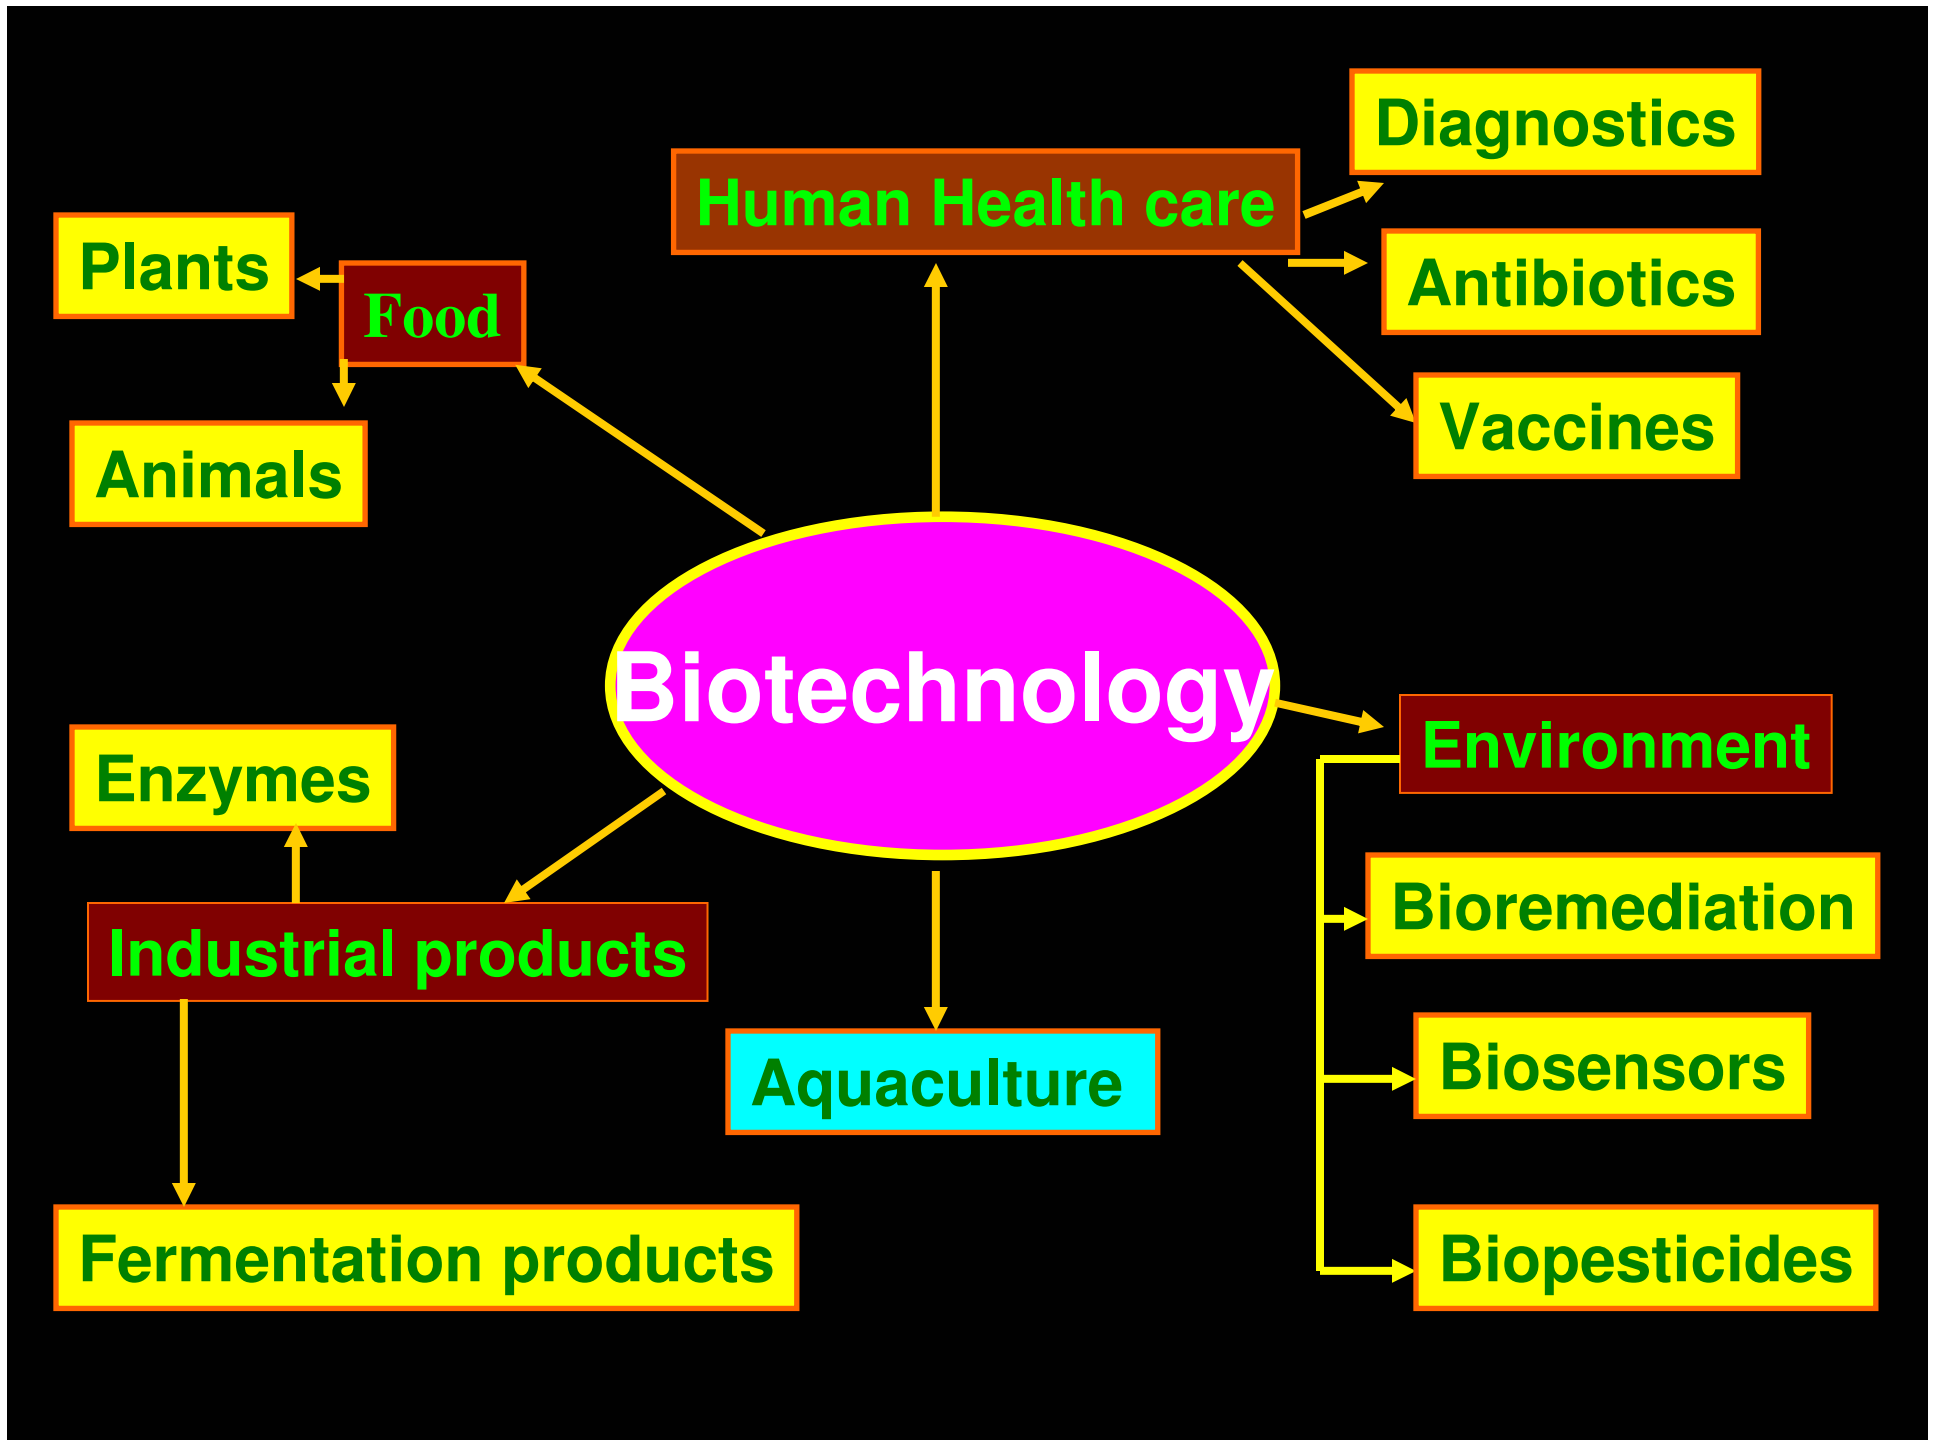 Diagnostics
Human Health care
Plants
Antibiotics
Food
Vaccines
Animals
Biotechnology
Environment
Enzymes
Bioremediation
Industrial products
Biosensors
Aquaculture
Fermentation products
Biopesticides